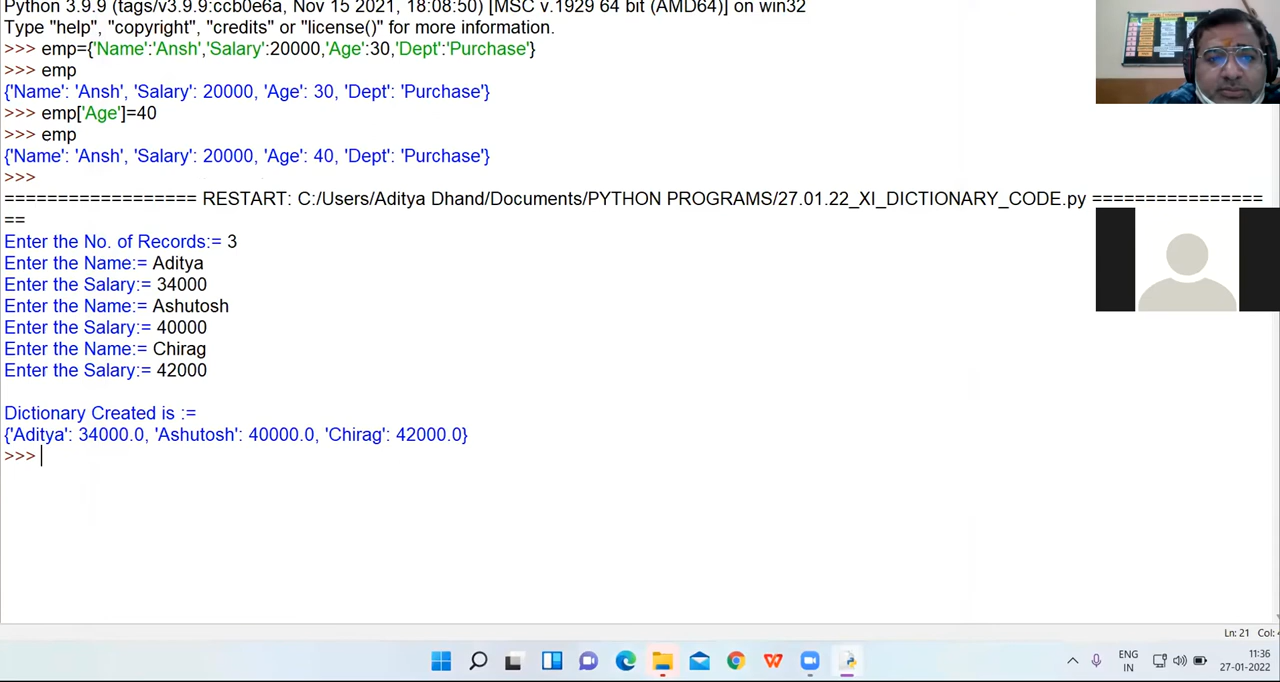 Python 3.9.9 (tags/v3.9.9:ccb0e6a, Nov 15 2021, 18:08:50) [MSC v.1929 64 bit (AMD64)] on win32
Type "help", "copyright", "credits" or "license()" for more information.
>>> emp={'Name':'Ansh','Salary':20000,'Age':30,'Dept':'Purchase'}
>>> emp
{'Name': 'Ansh', 'Salary': 20000, 'Age': 30, 'Dept': 'Purchase'}
>>> emp['Age']=40
>>> emp
{'Name': 'Ansh', 'Salary': 20000, 'Age': 40, 'Dept': 'Purchase'}
>>>
================== RESTART: C:/Users/Aditya Dhand/Documents/PYTHON PROGRAMS/27.01.22_XI_DICTIONARY_CODE.py ================
==
Enter the No. of Records:= 3
Enter the Name:= Aditya
Enter the Salary:= 34000
Enter the Name:= Ashutosh
Enter the Salary:= 40000
Enter the Name:= Chirag
Enter the Salary:= 42000
Dictionary Created is :=
{'Aditya': 34000.0, 'Ashutosh': 40000.0, 'Chirag': 42000.0}
>>>
Ln: 21 Col:
ENG
IN
11:36
27-01-2022